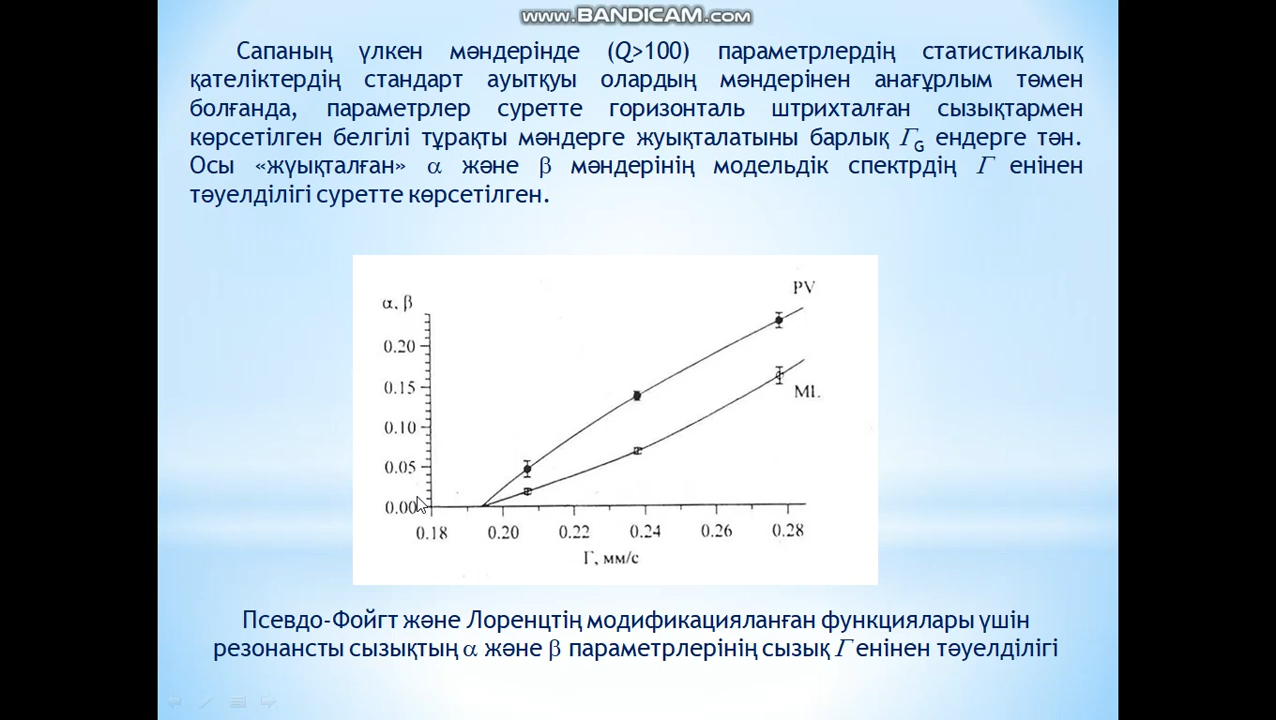 www.BANDICAM.com
Сапаның үлкен мәндерінде (Q>100) параметрлердің статистикалық
қателіктердің стандарт ауытқуы олардың мәндерінен анағұрлым төмен
болғанда, параметрлер суретте горизонталь штрихталған сызықтармен
көрсетілген белгілі тұрақты мәндерге жуықталатыны барлық ΓG ендерге тән.
Осы «жүықталған» α және β мәндерінің модельдік спектрдің Γ енінен
тәуелділігі суретте көрсетілген.
PV
α, β
0.20
0.15
ML
0.10
0.05
0.00
0.18 0.20 0.22 0.24 0.26 0.28
Γ, мм/с
Псевдо-Фойгт және Лоренцтің модификацияланған функциялары үшін
резонансты сызықтың α және β параметрлерінің сызық Γ енінен тәуелділігі